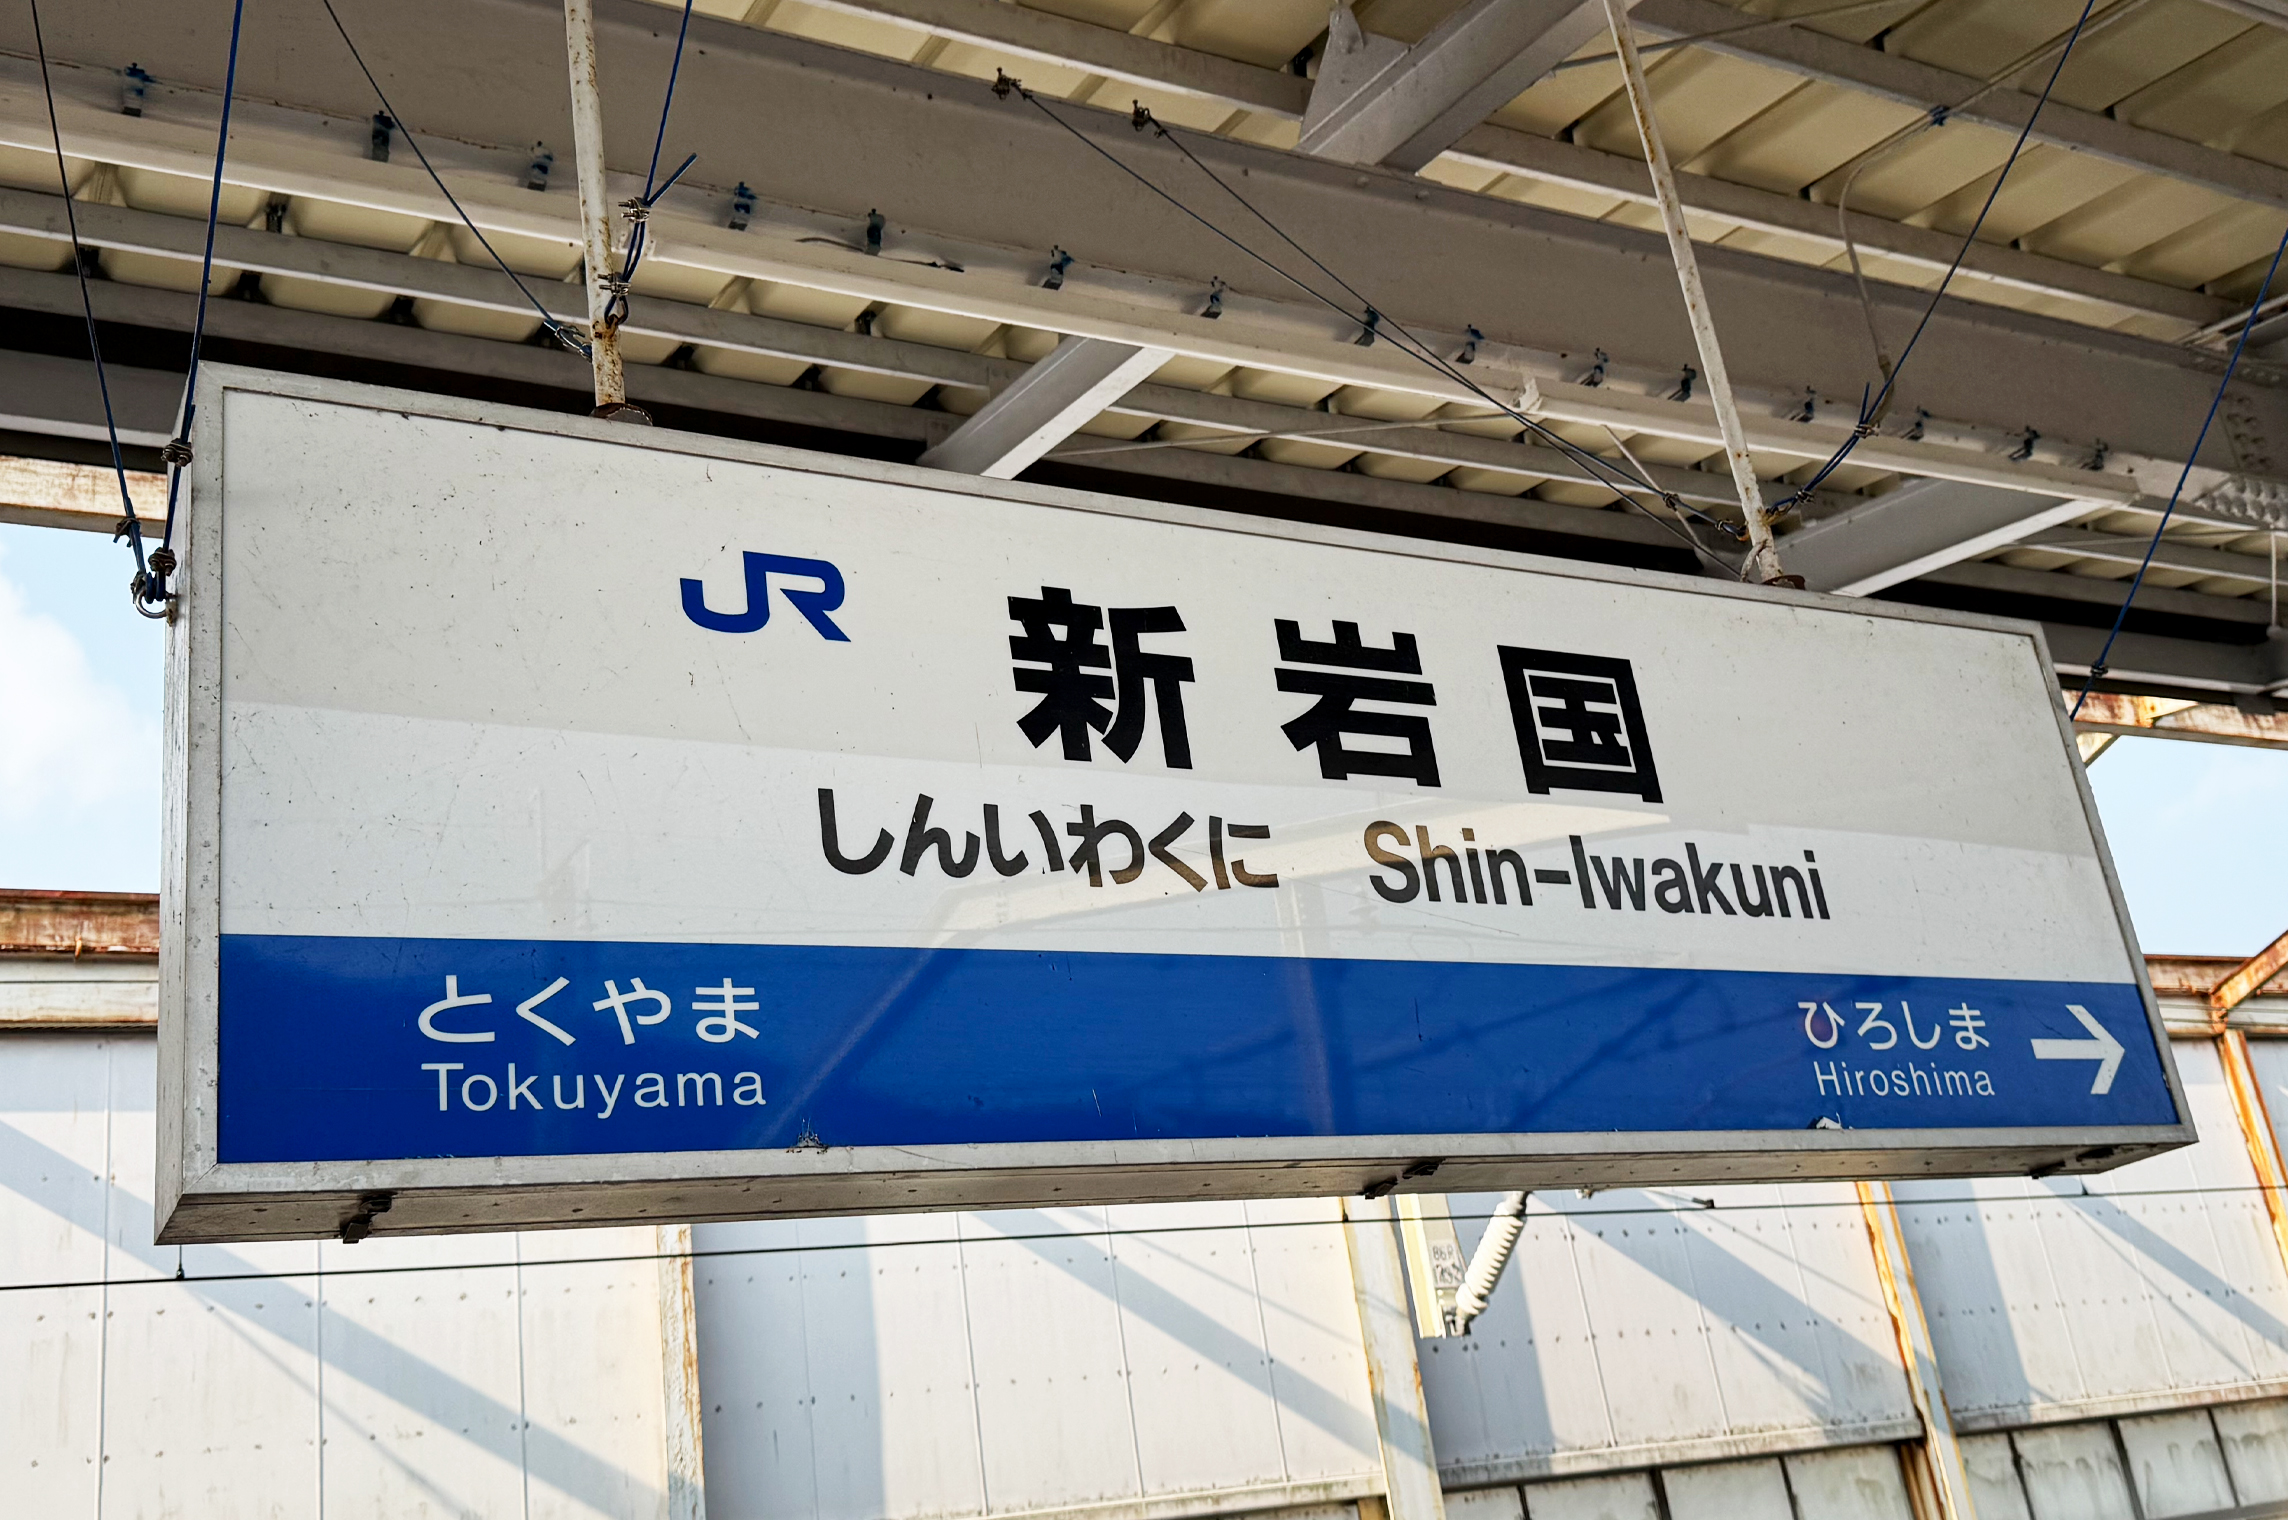 JR 新岩国
しんいわくに Shin-Iwakuni
とくやま
Tokuyama
ひろしま →
Hiroshima